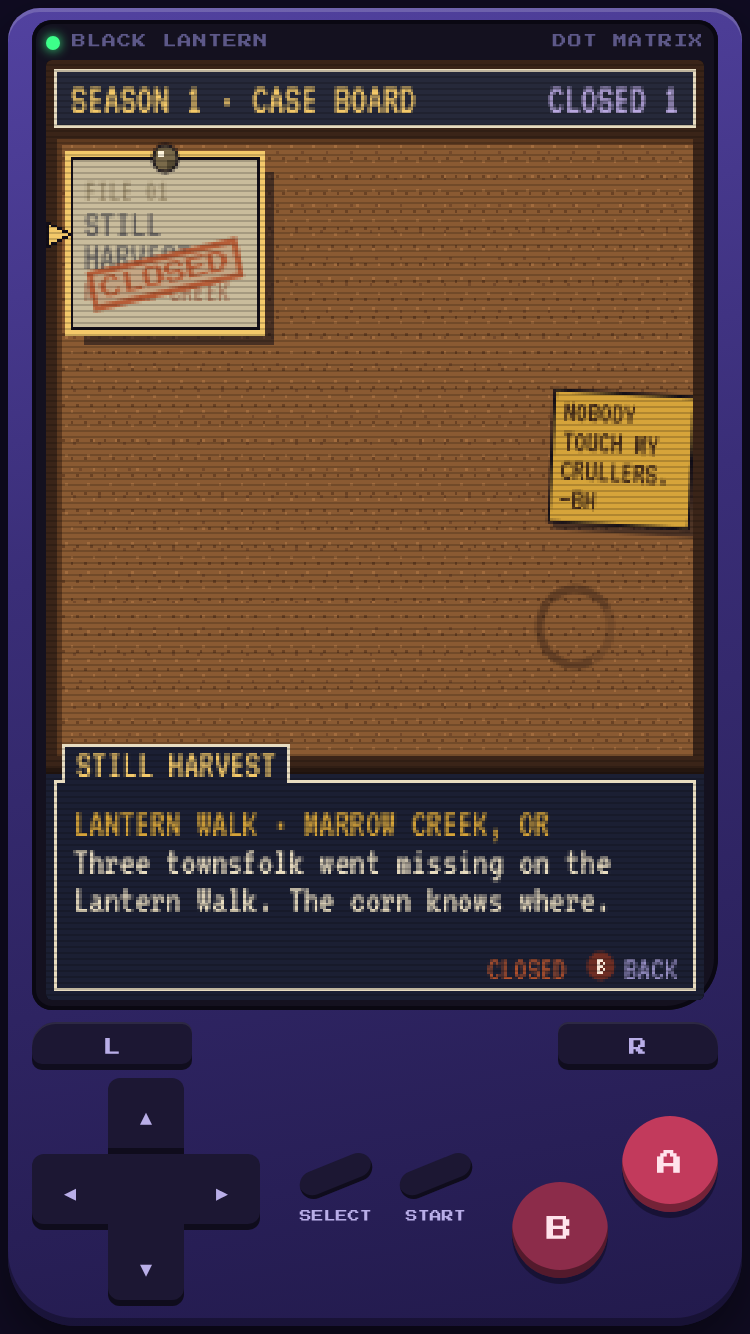 BLACK LANTERN DOT MATRIX
SEASON 1 · CASE BOARD CLOSED 1
FILE 01
STILL
HARVEST
CLOSED
CREEK
NOBODY
TOUCH MY
CRULLERS.
-BH
STILL HARVEST
LANTERN WALK · MARROW CREEK, OR
Three townsfolk went missing on the
Lantern Walk. The corn knows where.
CLOSED B BACK
L R
▲
◀ ▶
▼
SELECT START
A
B